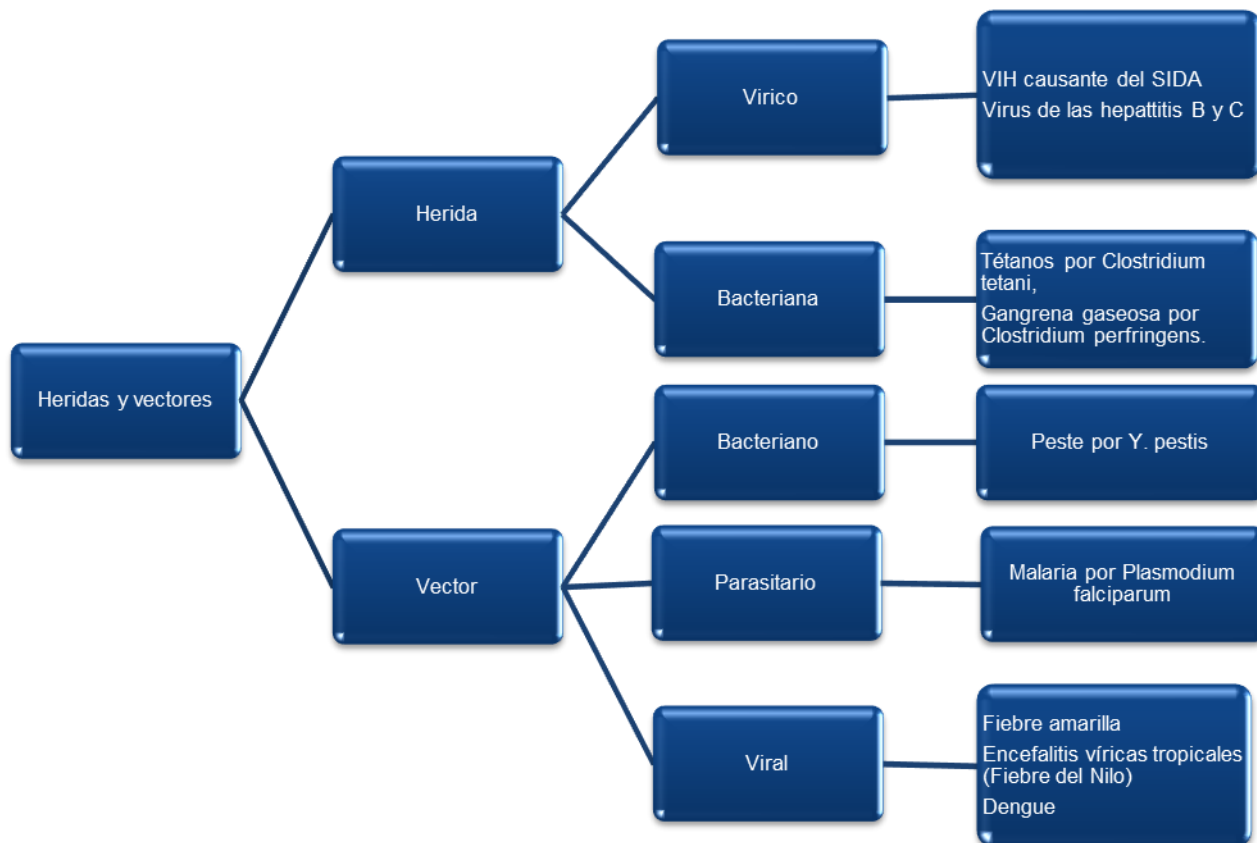 Heridas y vectores
Herida
Virico
VIH causante del SIDA
Virus de las hepattitis B y C
Bacteriana
Tétanos por Clostridium
tetani,
Gangrena gaseosa por
Clostridium perfringens.
Vector
Bacteriano
Peste por Y. pestis
Parasitario
Malaria por Plasmodium
falciparum
Viral
Fiebre amarilla
Encefalitis víricas tropicales
(Fiebre del Nilo)
Dengue